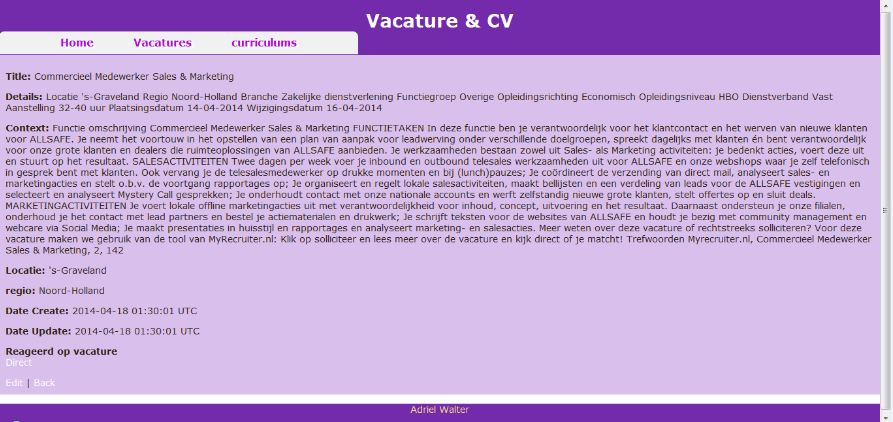 Vacature & CV
Home Vacatures curriculums
Title: Commercieel Medewerker Sales & Marketing
Details: Locatie 's-Graveland Regio Noord-Holland Branche Zakelijke dienstverlening Functiegroep Overige Opleidingsrichting Economisch Opleidingsniveau HBO Dienstverband Vast
Aanstelling 32-40 uur Plaatsingsdatum 14-04-2014 Wijzigingsdatum 16-04-2014
Context: Functie omschrijving Commercieel Medewerker Sales & Marketing FUNCTIETAKEN In deze functie ben je verantwoordelijk voor het klantcontact en het werven van nieuwe klanten
voor ALLSAFE. Je neemt het voortouw in het opstellen van een plan van aanpak voor leadwerving onder verschillende doelgroepen, spreekt dagelijks met klanten én bent verantwoordelijk
voor onze grote klanten en dealers die ruimteoplossingen van ALLSAFE aanbieden. Je werkzaamheden bestaan zowel uit Sales- als Marketing activiteiten: je bedenkt acties, voert deze uit
en stuurt op het resultaat. SALESACTIVITEITEN Twee dagen per week voer je inbound en outbound telesales werkzaamheden uit voor ALLSAFE en onze webshops waar je zelf telefonisch
in gesprek bent met klanten. Ook vervang je de telesalesmedewerker op drukke momenten en bij (lunch)pauzes; Je coördineert de verzending van direct mail, analyseert sales- en
marketingacties en stelt o.b.v. de voortgang rapportages op; Je organiseert en regelt lokale salesactiviteiten, maakt bellijsten en een verdeling van leads voor de ALLSAFE vestigingen en
selecteert en analyseert Mystery Call gesprekken; Je onderhoudt contact met onze nationale accounts en werft zelfstandig nieuwe grote klanten, stelt offertes op en sluit deals.
MARKETINGACTIVITEITEN Je voert lokale offline marketingacties uit met verantwoordelijkheid voor inhoud, concept, uitvoering en het resultaat. Daarnaast ondersteun je onze filialen,
onderhoud je het contact met lead partners en bestel je actiematerialen en drukwerk; Je schrijft teksten voor de websites van ALLSAFE en houdt je bezig met community management en
webcare via Social Media; Je maakt presentaties in huisstijl en rapportages en analyseert marketing- en salesacties. Meer weten over deze vacature of rechtstreeks solliciteren? Voor deze
vacature maken we gebruik van de tool van MyRecruiter.nl: Klik op solliciteer en lees meer over de vacature en kijk direct of je matcht! Trefwoorden Myrecruiter.nl, Commercieel Medewerker
Sales & Marketing, 2, 142
Locatie: 's-Graveland
regio: Noord-Holland
Date Create: 2014-04-18 01:30:01 UTC
Date Update: 2014-04-18 01:30:01 UTC
Reageerd op vacature
Direct
Edit | Back
Adriel Walter